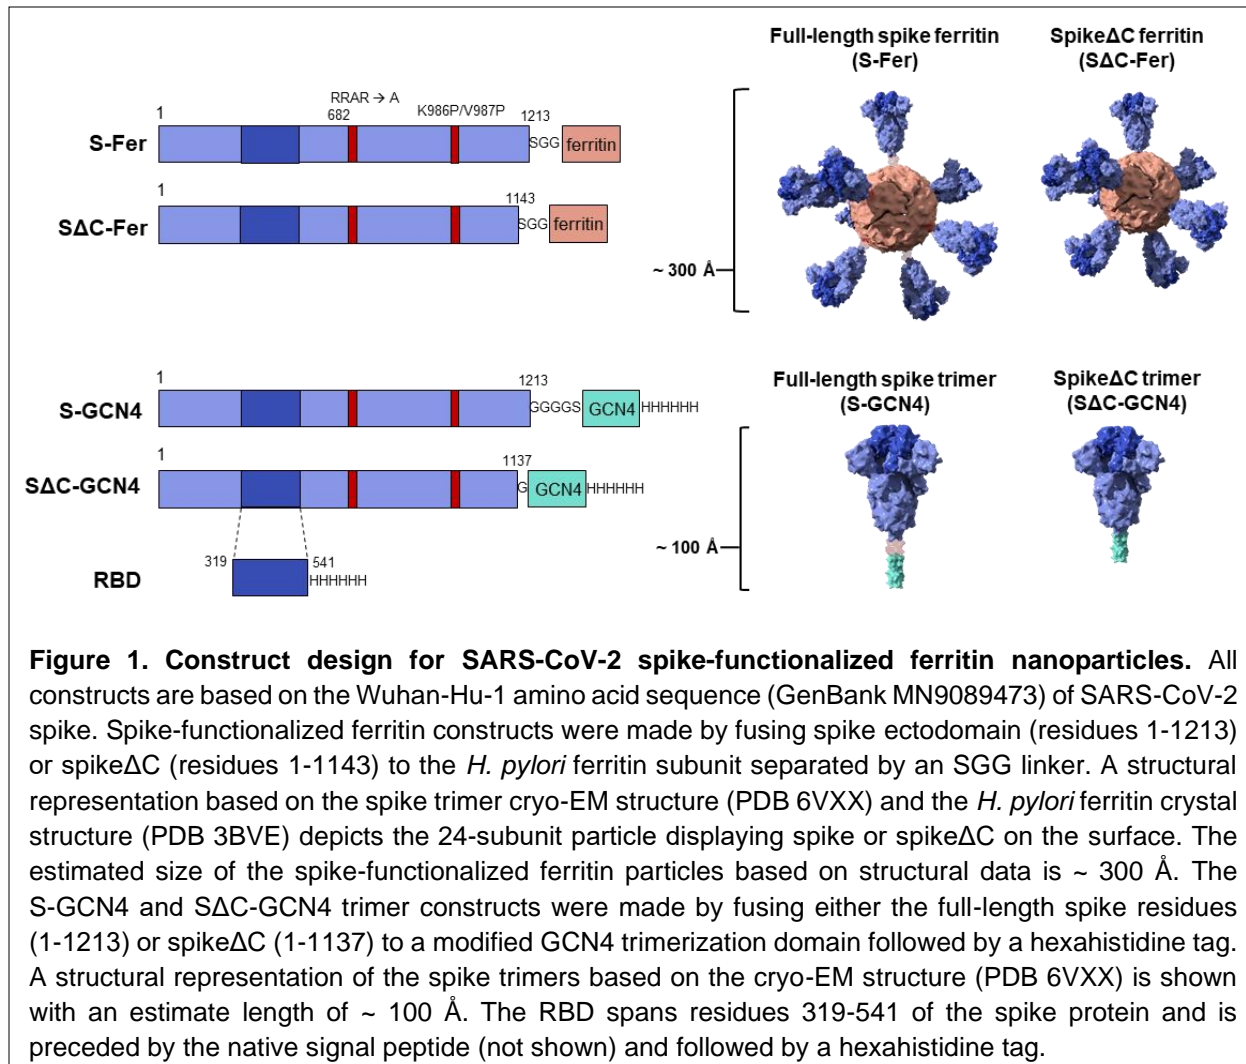 Full-length spike ferritin
(S-Fer)
SpikeΔC ferritin
(SΔC-Fer)
RRAR → A
1
682
K986P/V987P
1213
S-Fer
SGG
ferritin
1
1143
SΔC-Fer
SGG
ferritin
~ 300 Å
1
1213
S-GCN4
GGGGS
GCN4
HHHHHH
1
1137
SΔC-GCN4
G
GCN4
HHHHHH
319
541
RBD
HHHHHH
Full-length spike trimer
(S-GCN4)
SpikeΔC trimer
(SΔC-GCN4)
~ 100 Å
Figure 1. Construct design for SARS-CoV-2 spike-functionalized ferritin nanoparticles. All
constructs are based on the Wuhan-Hu-1 amino acid sequence (GenBank MN9089473) of SARS-CoV-2
spike. Spike-functionalized ferritin constructs were made by fusing spike ectodomain (residues 1-1213)
or spikeΔC (residues 1-1143) to the H. pylori ferritin subunit separated by an SGG linker. A structural
representation based on the spike trimer cryo-EM structure (PDB 6VXX) and the H. pylori ferritin crystal
structure (PDB 3BVE) depicts the 24-subunit particle displaying spike or spikeΔC on the surface. The
estimated size of the spike-functionalized ferritin particles based on structural data is ~ 300 Å. The
S-GCN4 and SΔC-GCN4 trimer constructs were made by fusing either the full-length spike residues
(1-1213) or spikeΔC (1-1137) to a modified GCN4 trimerization domain followed by a hexahistidine tag.
A structural representation of the spike trimers based on the cryo-EM structure (PDB 6VXX) is shown
with an estimate length of ~ 100 Å. The RBD spans residues 319-541 of the spike protein and is
preceded by the native signal peptide (not shown) and followed by a hexahistidine tag.